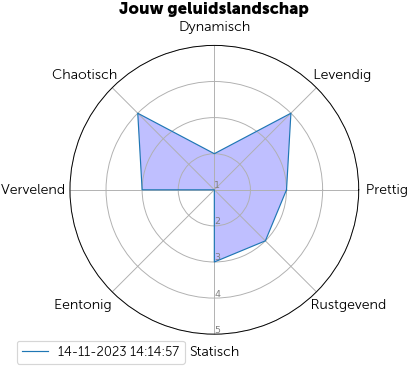 Jouw geluidslandschap
Dynamisch
Chaotisch
Levendig
Vervelend
1
Prettig
2
3
Eentonig
4
Rustgevend
5
14-11-2023 14:14:57
Statisch